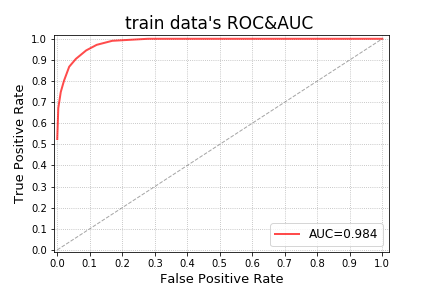 train data's ROC&AUC
1.0
0.9
0.8
0.7
0.6
0.5
0.4
0.3
0.2
0.1
0.0
True Positive Rate
AUC=0.984
0.0 0.1 0.2 0.3 0.4 0.5 0.6 0.7 0.8 0.9 1.0
False Positive Rate